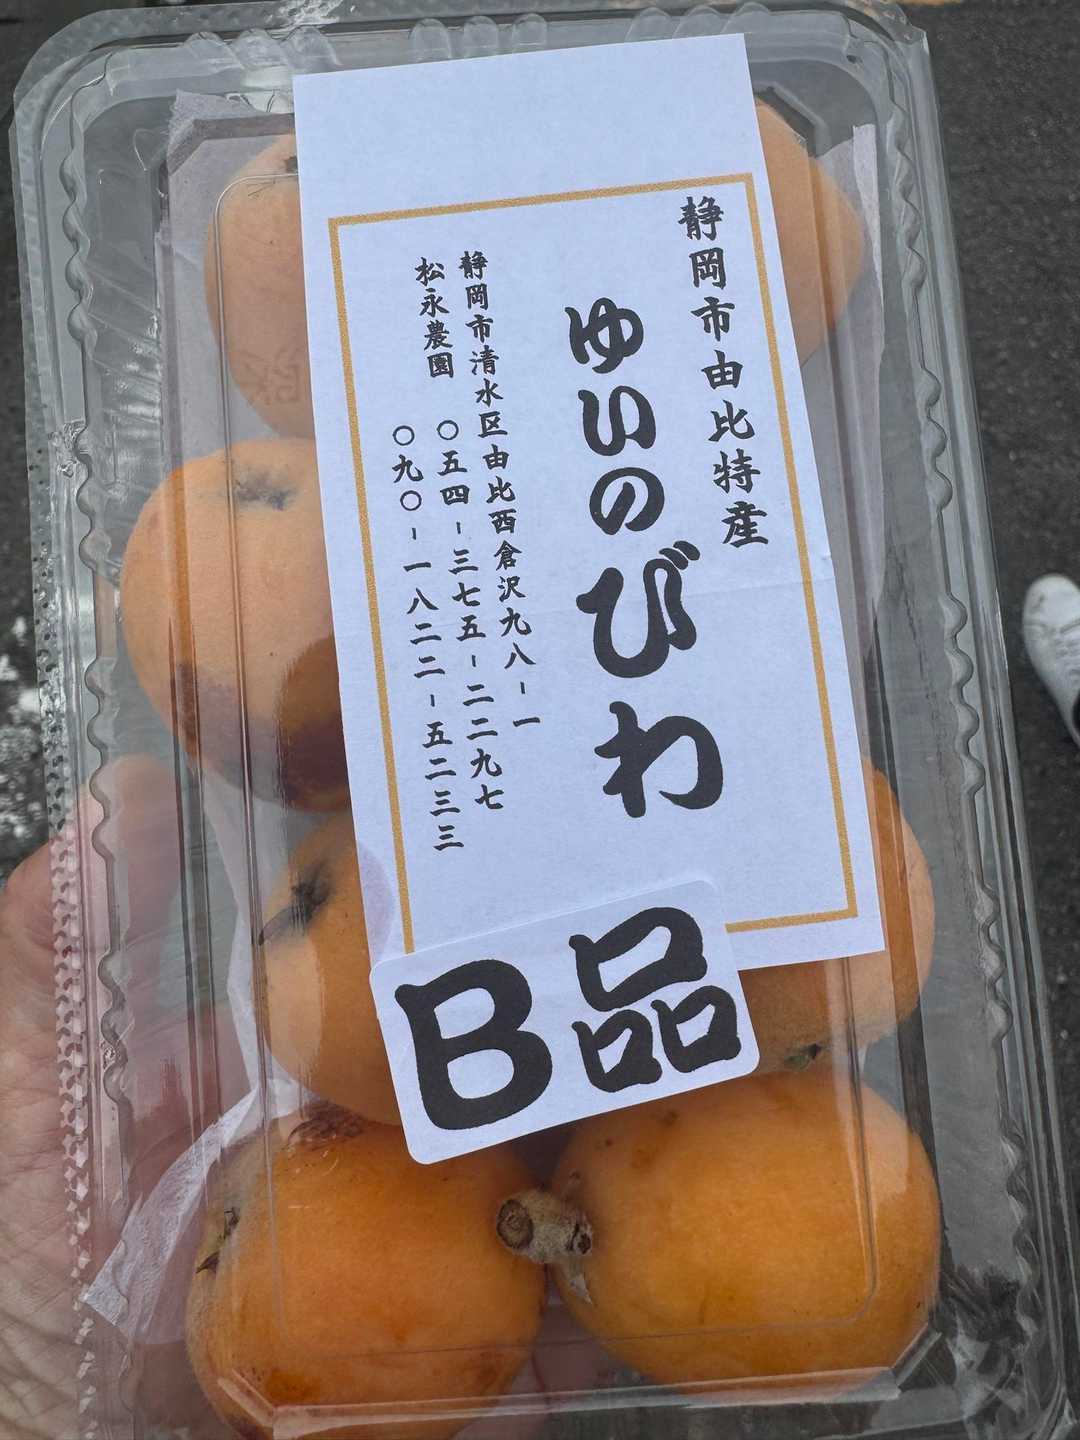 静岡市由比特産
ゆいのびわ
静岡市清水区由比西倉沢九八-一
松永農園 〇五四-三七五-二二九七
〇九〇-一八二二-五二三三
B品